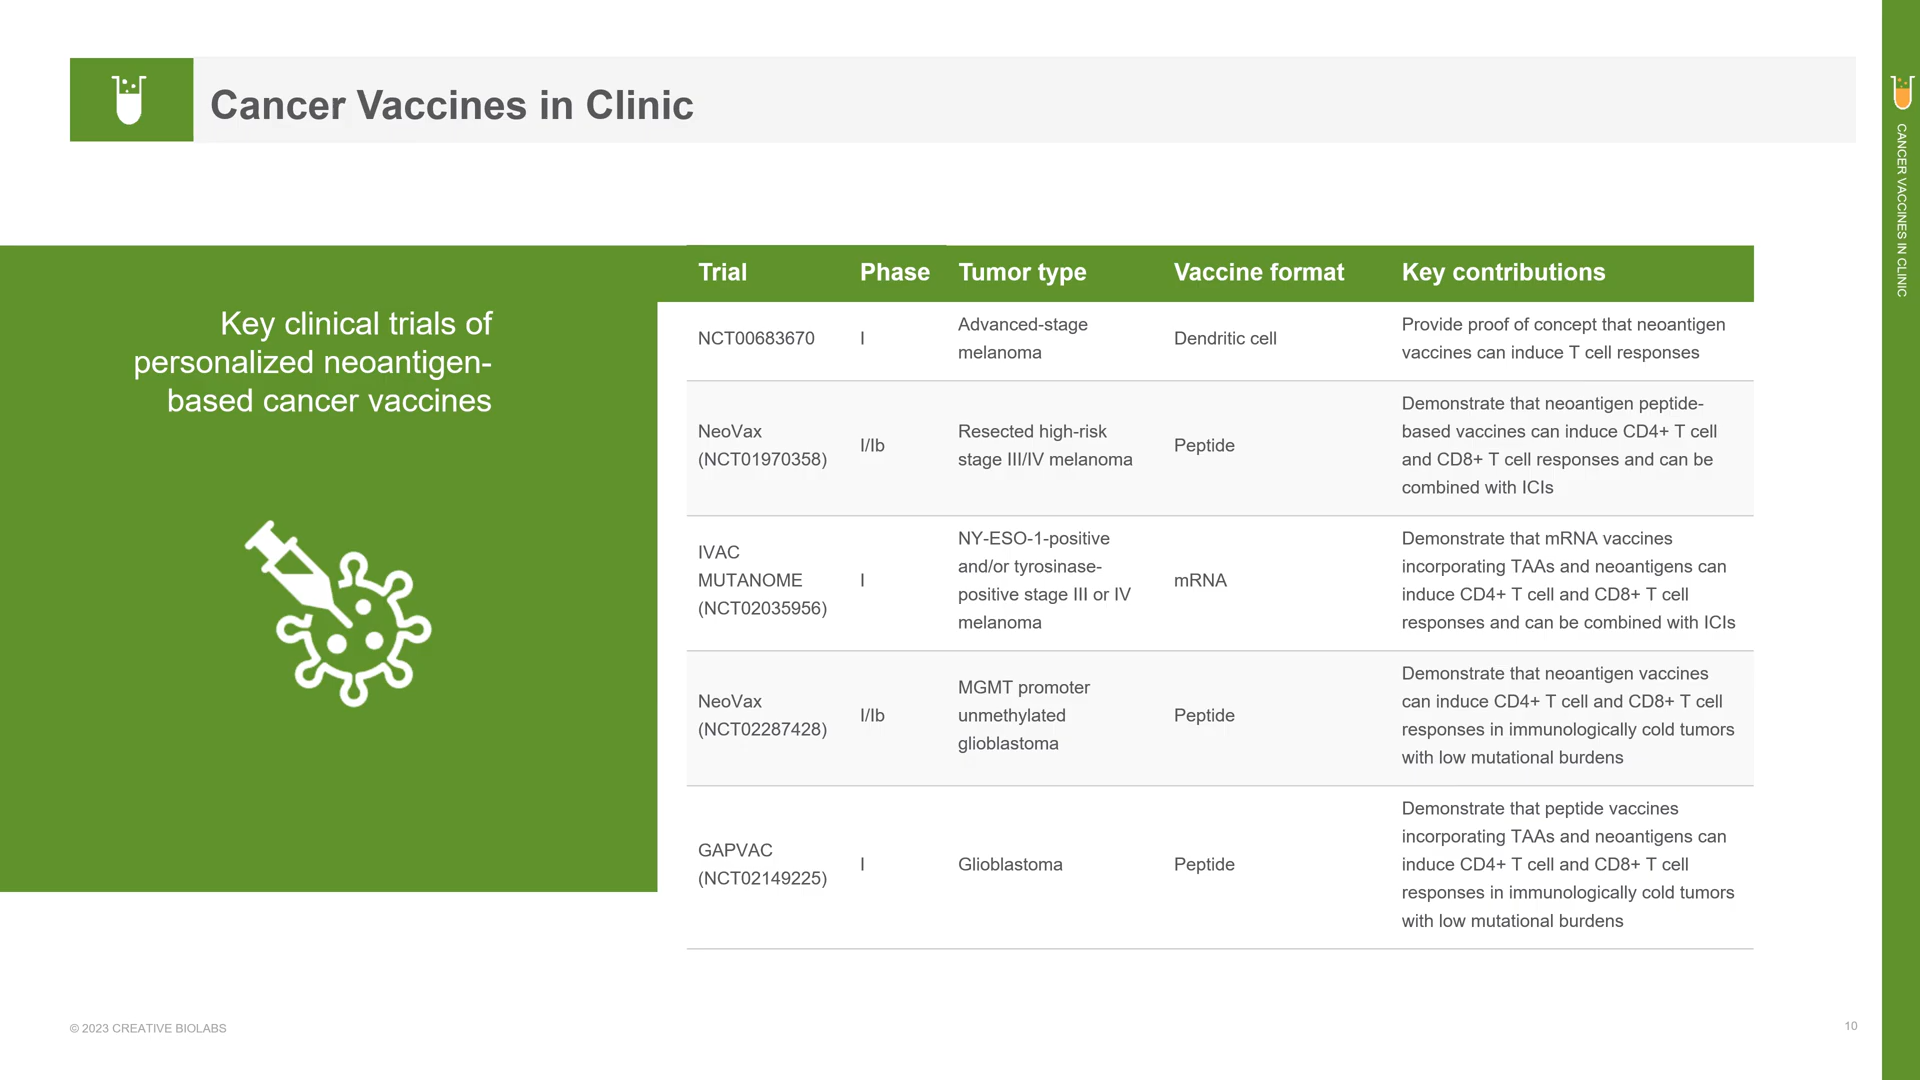 Cancer Vaccines in Clinic
CANCER VACCINES IN CLINIC
Key clinical trials of
personalized neoantigen-
based cancer vaccines
Trial Phase Tumor type Vaccine format Key contributions
NCT00683670
I
Advanced-stage
melanoma
Dendritic cell
Provide proof of concept that neoantigen
vaccines can induce T cell responses
NeoVax
(NCT01970358)
I/Ib
Resected high-risk
stage III/IV melanoma
Peptide
Demonstrate that neoantigen peptide-
based vaccines can induce CD4+ T cell
and CD8+ T cell responses and can be
combined with ICIs
IVAC
MUTANOME
(NCT02035956)
I
NY-ESO-1-positive
and/or tyrosinase-
positive stage III or IV
melanoma
mRNA
Demonstrate that mRNA vaccines
incorporating TAAs and neoantigens can
induce CD4+ T cell and CD8+ T cell
responses and can be combined with ICIs
NeoVax
(NCT02287428)
I/Ib
MGMT promoter
unmethylated
glioblastoma
Peptide
Demonstrate that neoantigen vaccines
can induce CD4+ T cell and CD8+ T cell
responses in immunologically cold tumors
with low mutational burdens
GAPVAC
(NCT02149225)
I
Glioblastoma
Peptide
Demonstrate that peptide vaccines
incorporating TAAs and neoantigens can
induce CD4+ T cell and CD8+ T cell
responses in immunologically cold tumors
with low mutational burdens
© 2023 CREATIVE BIOLABS
10